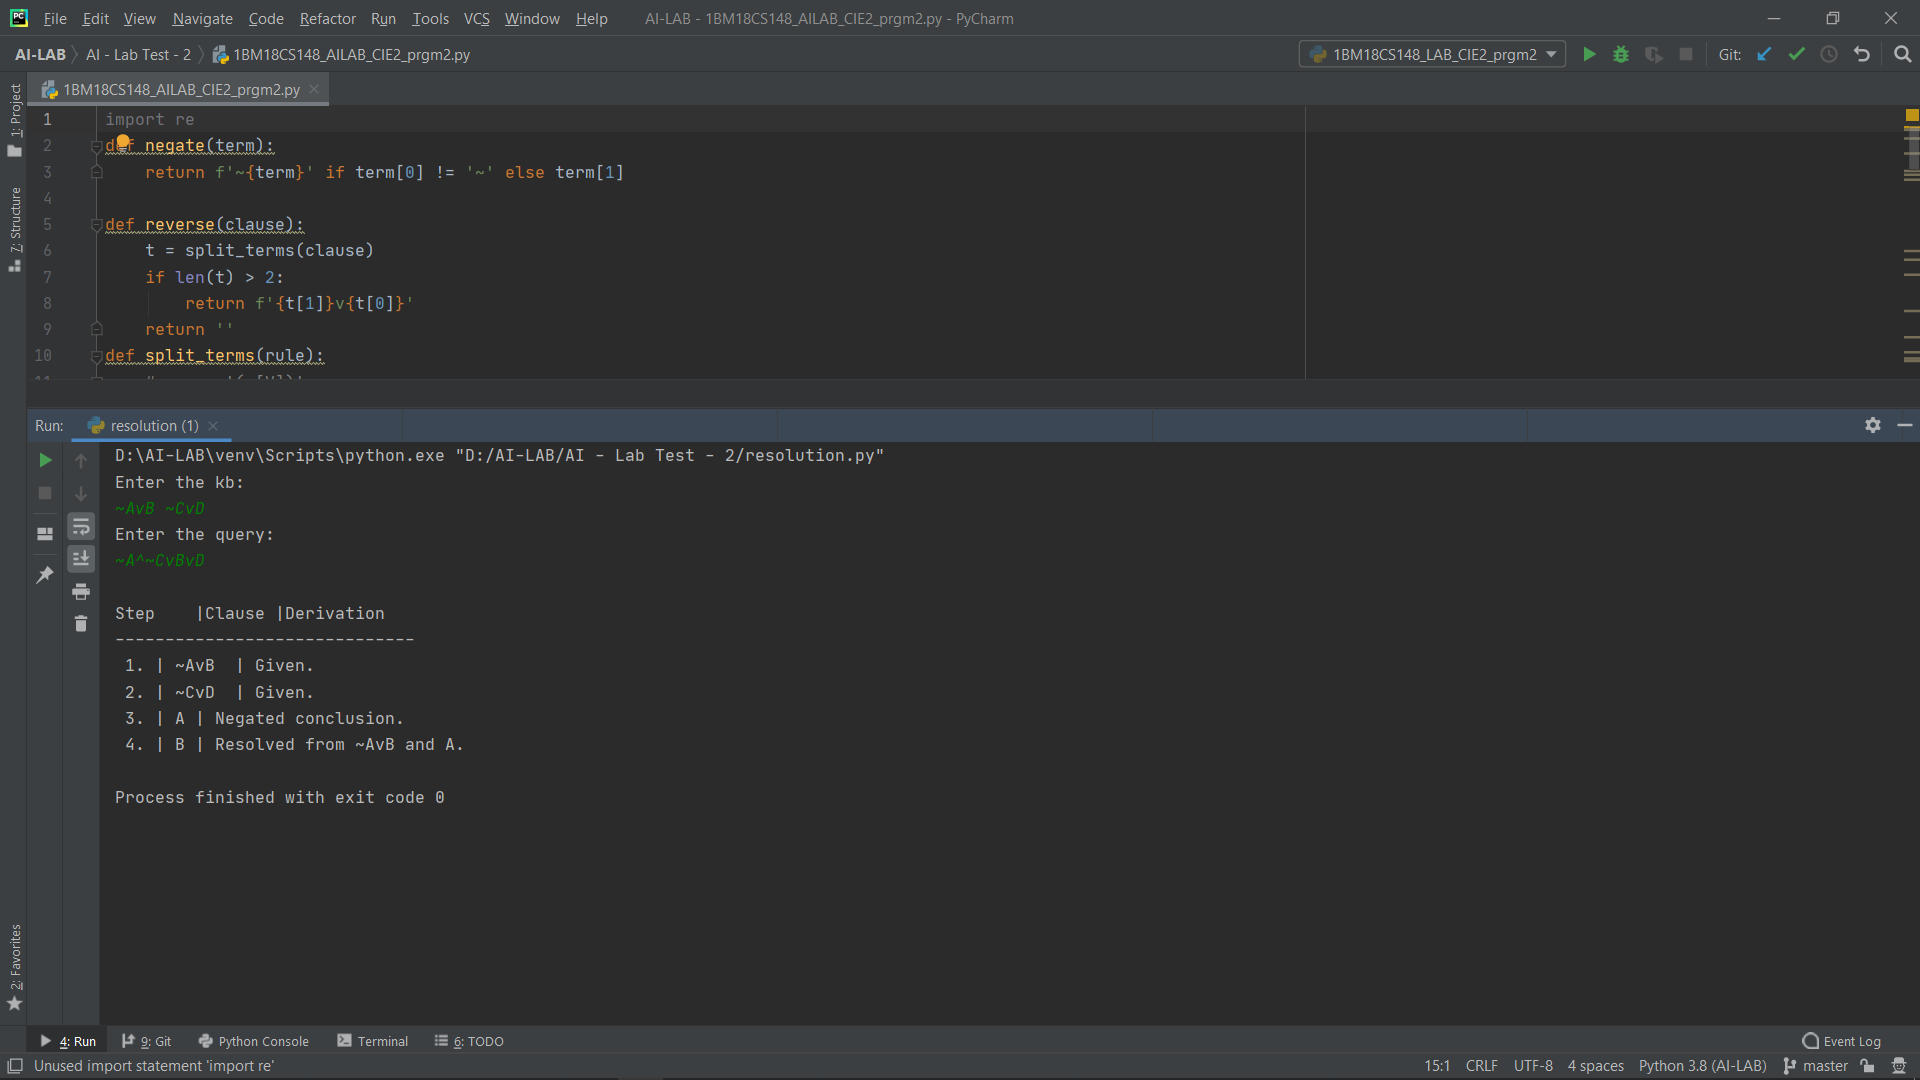 File Edit View Navigate Code Refactor Run Tools VCS Window Help AI-LAB - 1BM18CS148_AILAB_CIE2_prgm2.py - PyCharm
AI-LAB AI - Lab Test - 2 1BM18CS148_AILAB_CIE2_prgm2.py 1BM18CS148_LAB_CIE2_prgm2 Git:
1BM18CS148_AILAB_CIE2_prgm2.py
1: Project
7: Structure
1 import re
2 def negate(term):
3 return f'~{term}' if term[0] != '~' else term[1]
4
5 def reverse(clause):
6 t = split_terms(clause)
7 if len(t) > 2:
8 return f'{t[1]}v{t[0]}'
9 return ''
10 def split_terms(rule):
Run: resolution (1)
D:\AI-LAB\venv\Scripts\python.exe "D:/AI-LAB/AI - Lab Test - 2/resolution.py"
Enter the kb:
~AvB ~CvD
Enter the query:
~A^~CvBvD
Step |Clause |Derivation
------------------------------
1. | ~AvB | Given.
2. | ~CvD | Given.
3. | A | Negated conclusion.
4. | B | Resolved from ~AvB and A.
Process finished with exit code 0
2: Favorites
4: Run 9: Git Python Console Terminal 6: TODO Event Log
Unused import statement 'import re' 15:1 CRLF UTF-8 4 spaces Python 3.8 (AI-LAB) master